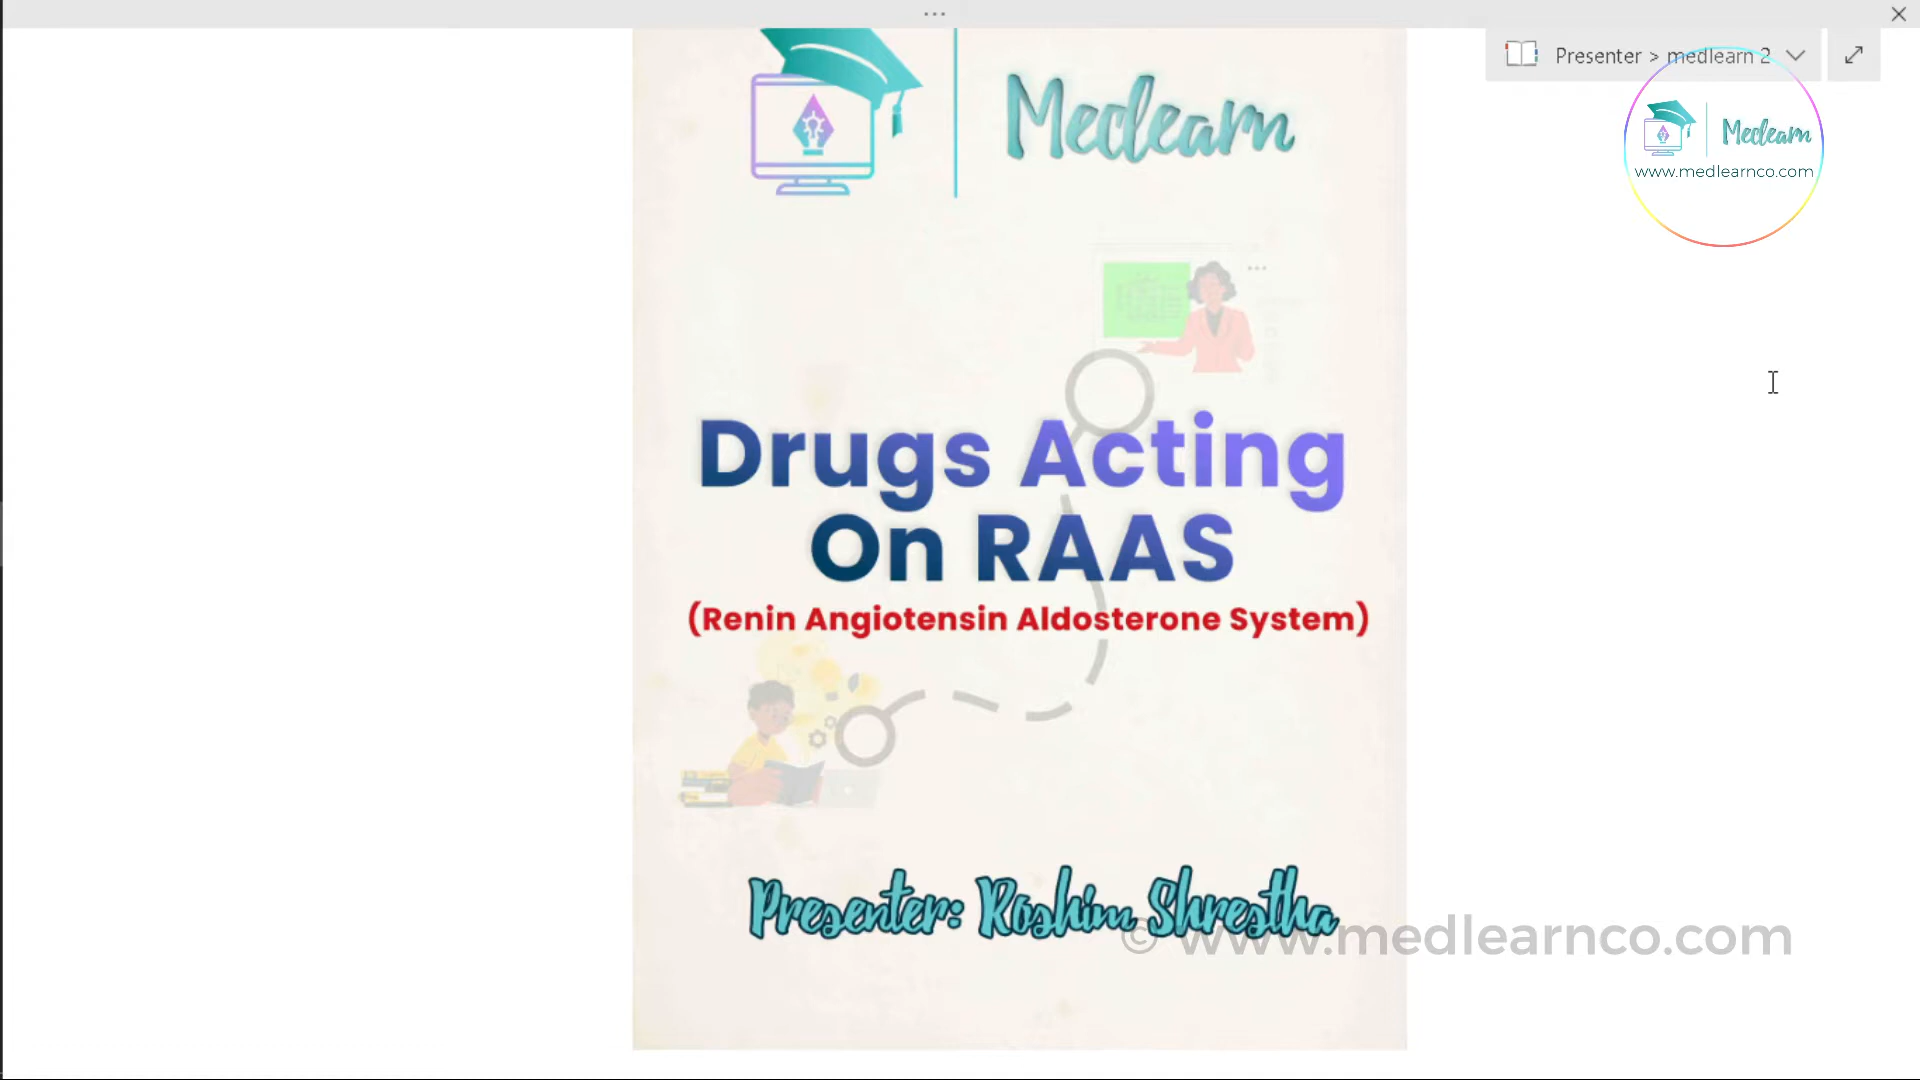 Presenter > medlearn 2
Medlearn
Medlearn
www.medlearnco.com
Drugs Acting
On RAAS
(Renin Angiotensin Aldosterone System)
Presenter: Roshim Shrestha
© www.medlearnco.com